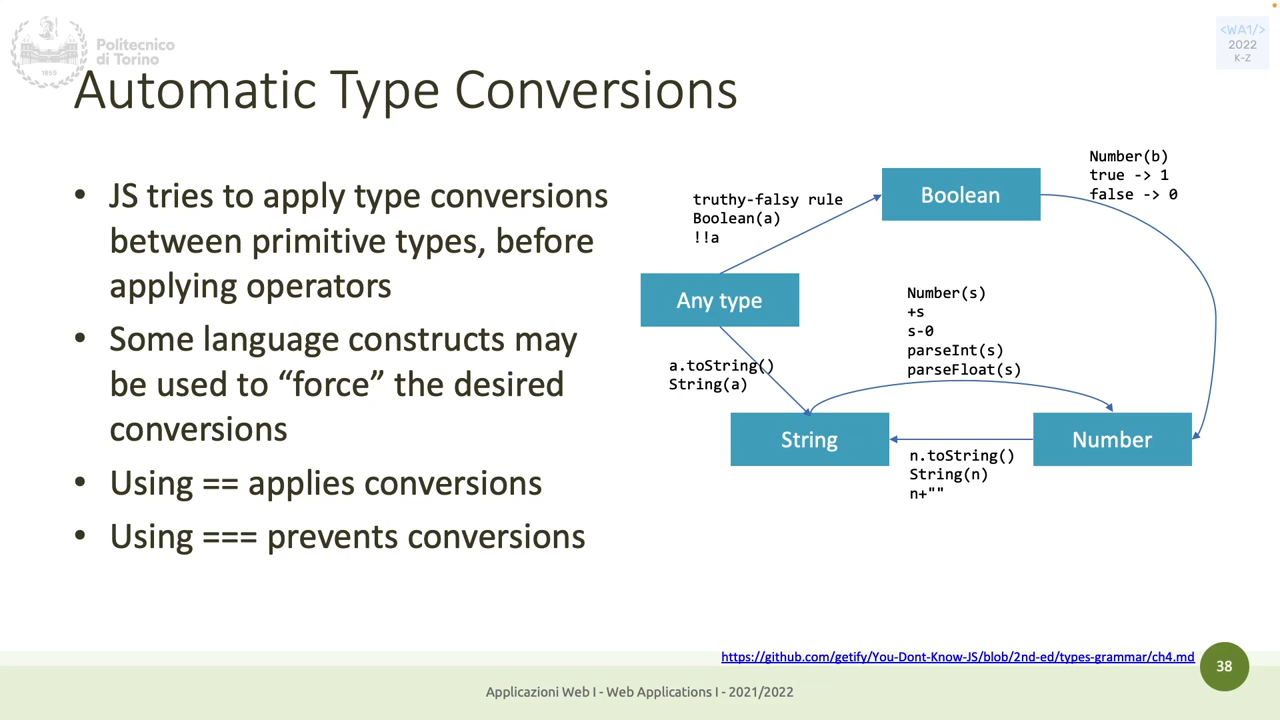 Politecnico
di Torino
1859
<WA1/>
2022
K-Z
Automatic Type Conversions
• JS tries to apply type conversions
between primitive types, before
applying operators
• Some language constructs may
be used to “force” the desired
conversions
• Using == applies conversions
• Using === prevents conversions
truthy-falsy rule
Boolean(a)
!!a
Boolean
Number(b)
true -> 1
false -> 0
Any type
Number(s)
+s
s-0
parseInt(s)
parseFloat(s)
a.toString()
String(a)
String
Number
n.toString()
String(n)
n+""
https://github.com/getify/You-Dont-Know-JS/blob/2nd-ed/types-grammar/ch4.md
38
Applicazioni Web I - Web Applications I - 2021/2022